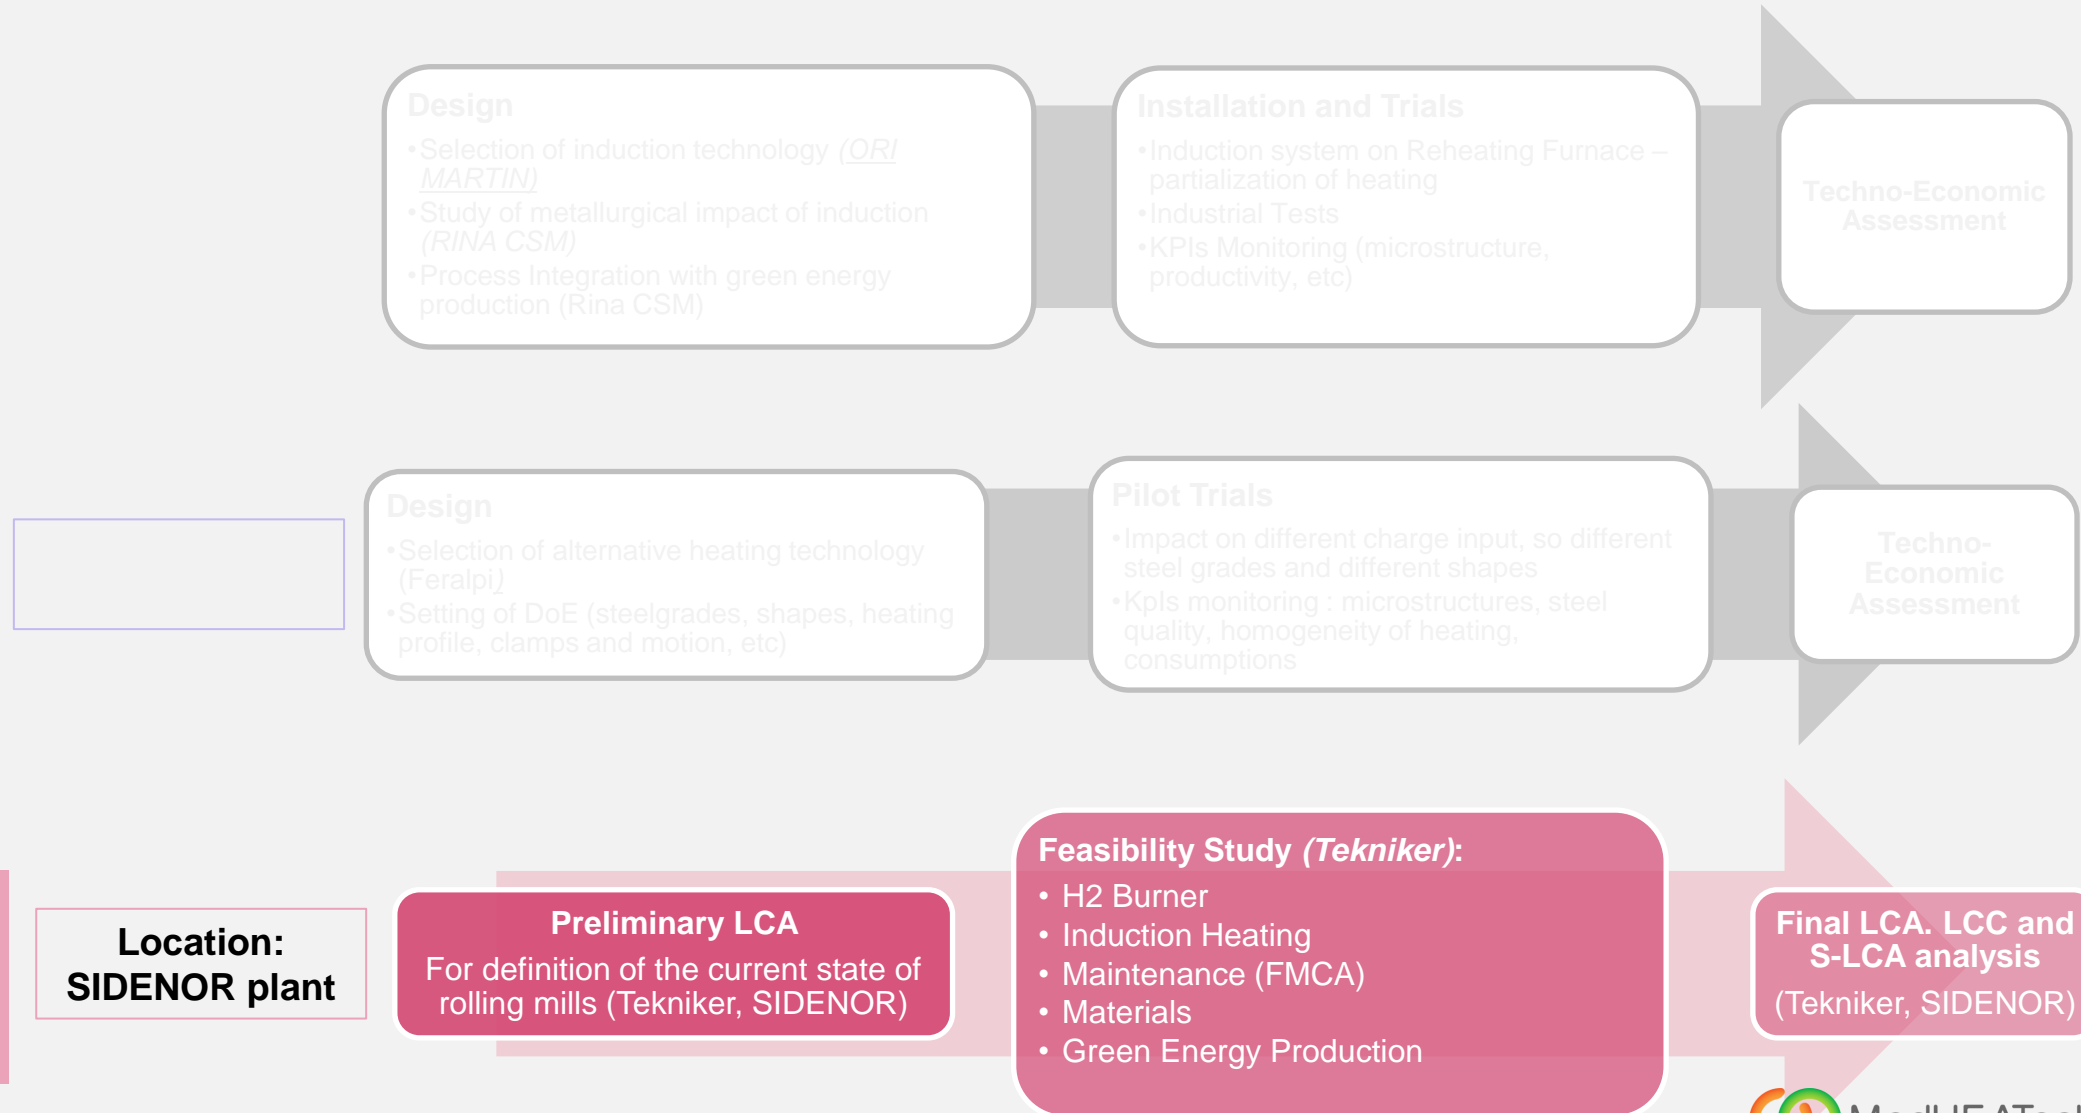 Design
•Selection of induction technology (ORI
MARTIN)
•Study of metallurgical impact of induction
(RINA CSM)
•Process Integration with green energy
production (Rina CSM)
Installation and Trials
•Induction system on Reheating Furnace –
partialization of heating
•Industrial Tests
•KPIs Monitoring (microstructure,
productivity, etc)
Techno-Economic
Assessment
Design
•Selection of alternative heating technology
(Feralpi)
•Setting of DoE (steelgrades, shapes, heating
profile, clamps and motion, etc)
Pilot Trials
•Impact on different charge input, so different
steel grades and different shapes
•KpIs monitoring : microstructures, steel
quality, homogeneity of heating,
consumptions
Techno-
Economic
Assessment
Location:
SIDENOR plant
Preliminary LCA
For definition of the current state of
rolling mills (Tekniker, SIDENOR)
Feasibility Study (Tekniker):
• H2 Burner
• Induction Heating
• Maintenance (FMCA)
• Materials
• Green Energy Production
Final LCA. LCC and
S-LCA analysis
(Tekniker, SIDENOR)